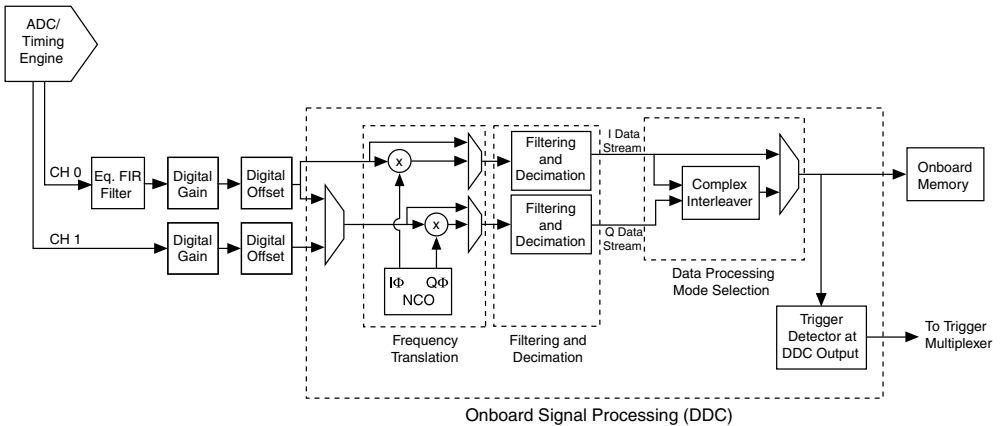 ADC/
Timing
Engine
CH 0
Eq. FIR
Filter
Digital
Gain
Digital
Offset
CH 1
Digital
Gain
Digital
Offset
x
x
IΦ QΦ
NCO
Frequency
Translation
Filtering
and
Decimation
Filtering
and
Decimation
Filtering and
Decimation
I Data
Stream
Q Data
Stream
Complex
Interleaver
Data Processing
Mode Selection
Onboard
Memory
Trigger
Detector at
DDC Output
To Trigger
Multiplexer
Onboard Signal Processing (DDC)